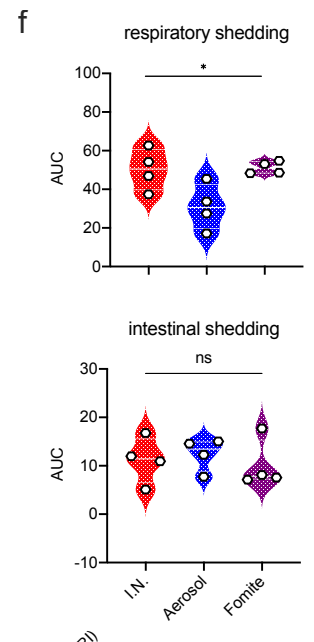 f
respiratory shedding
*
100
80
60
40
20
0
AUC
intestinal shedding
ns
30
20
10
0
-10
AUC
I.N.
Aerosol
Fomite